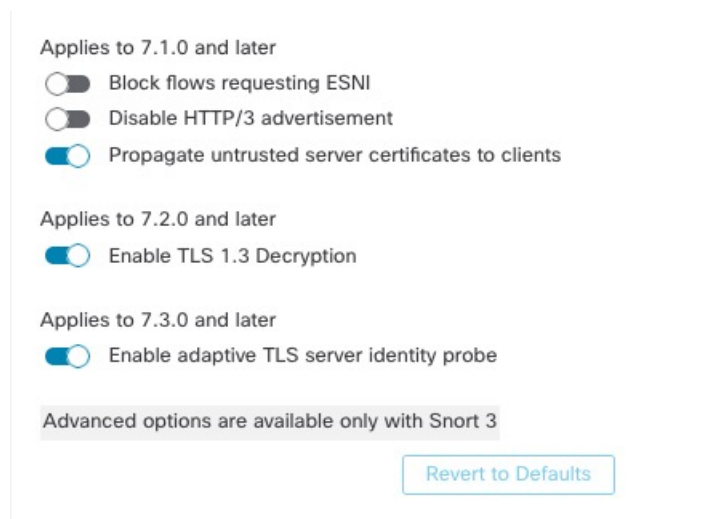 Applies to 7.1.0 and later
Block flows requesting ESNI
Disable HTTP/3 advertisement
Propagate untrusted server certificates to clients
Applies to 7.2.0 and later
Enable TLS 1.3 Decryption
Applies to 7.3.0 and later
Enable adaptive TLS server identity probe
Advanced options are available only with Snort 3
Revert to Defaults